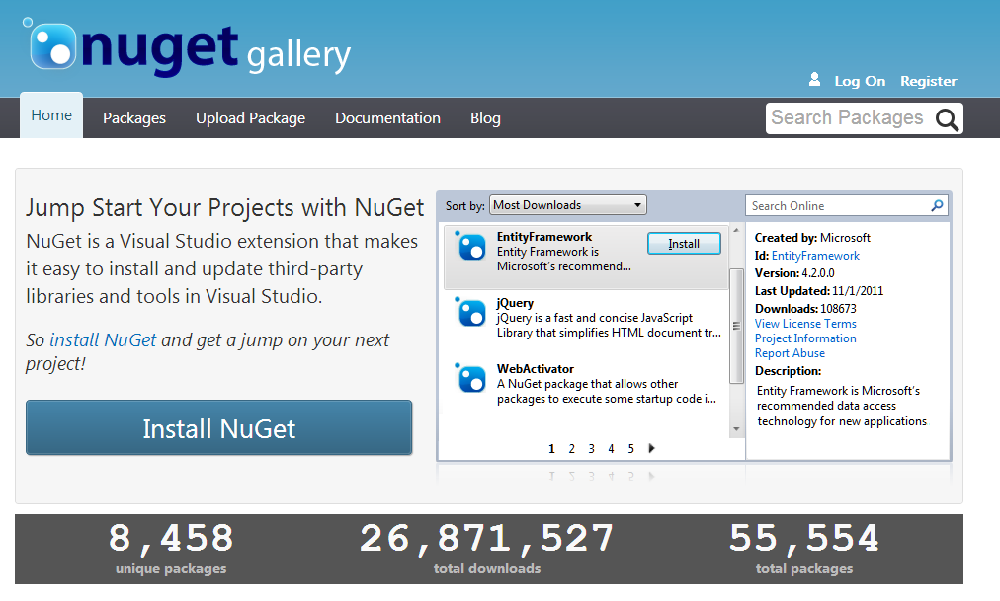 nuget gallery
Log On Register
Home Packages Upload Package Documentation Blog
Search Packages
Jump Start Your Projects with NuGet
NuGet is a Visual Studio extension that makes
it easy to install and update third-party
libraries and tools in Visual Studio.
So install NuGet and get a jump on your next
project!
Install NuGet
Sort by: Most Downloads
Search Online
EntityFramework
Entity Framework is
Microsoft's recommend...
Install
jQuery
jQuery is a fast and concise JavaScript
Library that simplifies HTML document tr...
WebActivator
A NuGet package that allows other
packages to execute some startup code i...
1 2 3 4 5
Created by: Microsoft
Id: EntityFramework
Version: 4.2.0.0
Last Updated: 11/1/2011
Downloads: 108673
View License Terms
Project Information
Report Abuse
Description:
Entity Framework is Microsoft's
recommended data access
technology for new applications
8,458 26,871,527 55,554
unique packages total downloads total packages